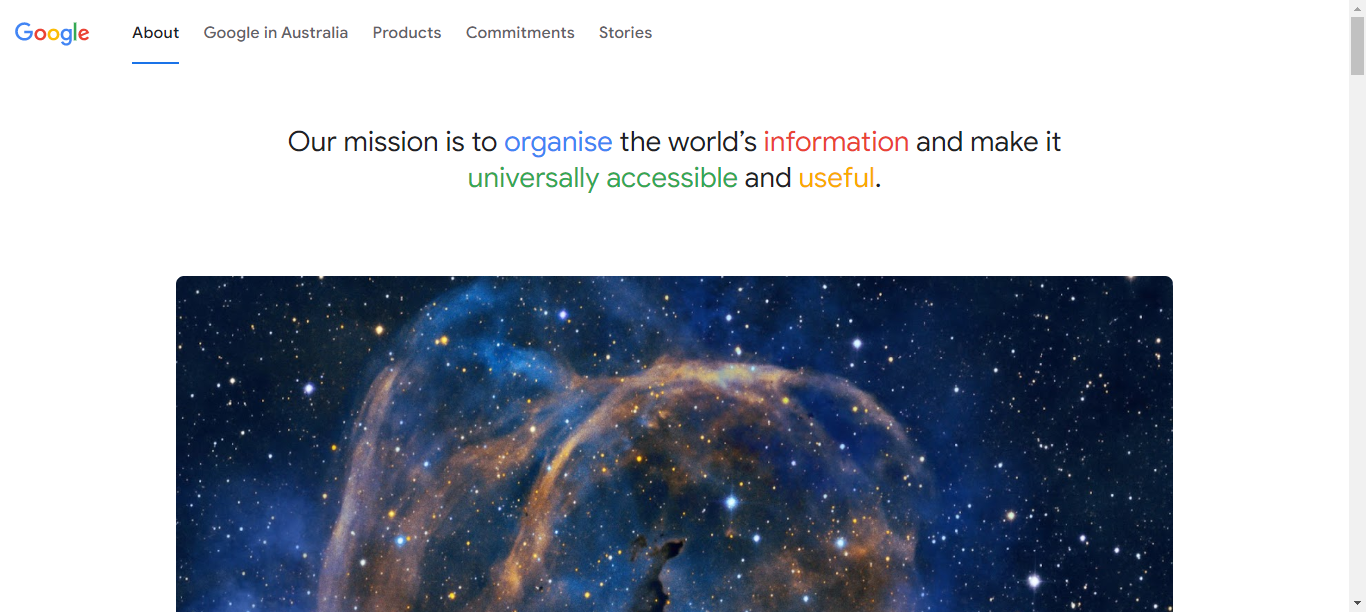 Google About Google in Australia Products Commitments Stories
Our mission is to organise the world’s information and make it
universally accessible and useful.